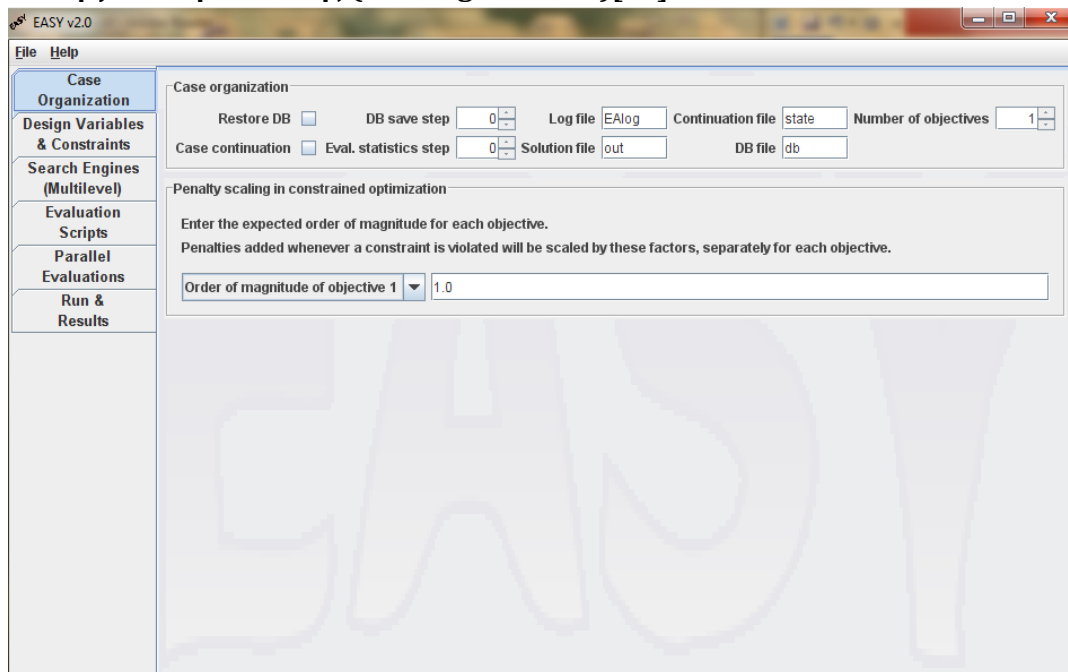 EASY v2.0
File Help
Case
Organization
Design Variables
& Constraints
Search Engines
(Multilevel)
Evaluation
Scripts
Parallel
Evaluations
Run &
Results
Case organization
Restore DB DB save step 0 Log file EAlog Continuation file state Number of objectives 1
Case continuation Eval. statistics step 0 Solution file out DB file db
Penalty scaling in constrained optimization
Enter the expected order of magnitude for each objective.
Penalties added whenever a constraint is violated will be scaled by these factors, separately for each objective.
Order of magnitude of objective 1 1.0
EASY